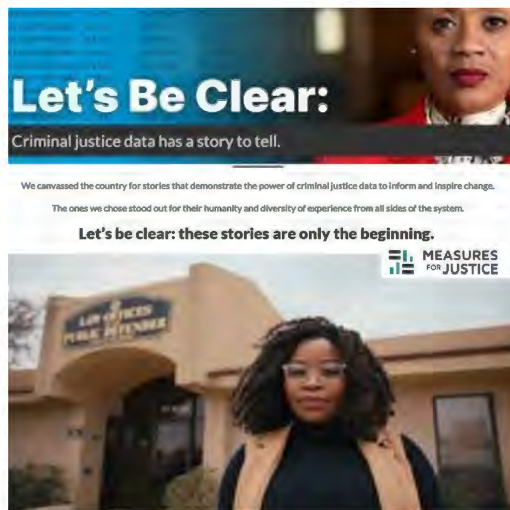 Let's Be Clear:
Criminal justice data has a story to tell.
We canvassed the country for stories that demonstrate the power of criminal justice data to inform and inspire change.
The ones we chose stood out for their humanity and diversity of experience from all sides of the system.
Let's be clear: these stories are only the beginning.
MEASURES
FOR JUSTICE
LAW OFFICES
PUBLIC DEFENDER